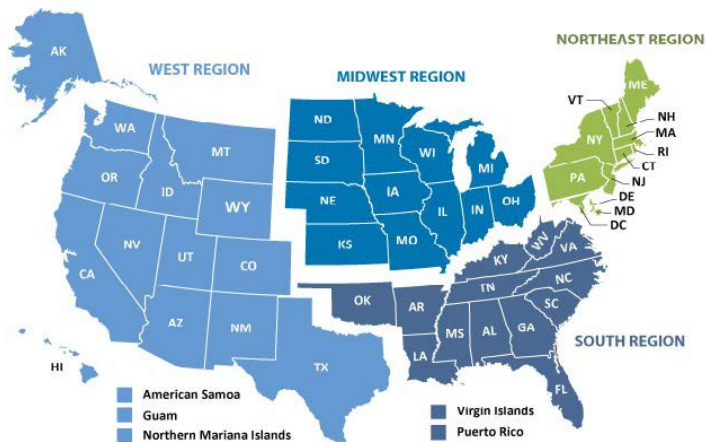 NORTHEAST REGION
AK
WEST REGION
MIDWEST REGION
ME
VT
NH
WA
ND
MN
MA
MT
WI
NY
RI
OR
SD
MI
CT
ID
PA
NJ
WY
IA
NE
OH
DE
IL
IN
MD
NV
DC
UT
CO
KS
MO
WV
VA
CA
KY
NC
TN
OK
AR
SC
AZ
NM
MS
AL
GA
SOUTH REGION
LA
TX
HI
FL
American Samoa
Guam
Northern Mariana Islands
Virgin Islands
Puerto Rico